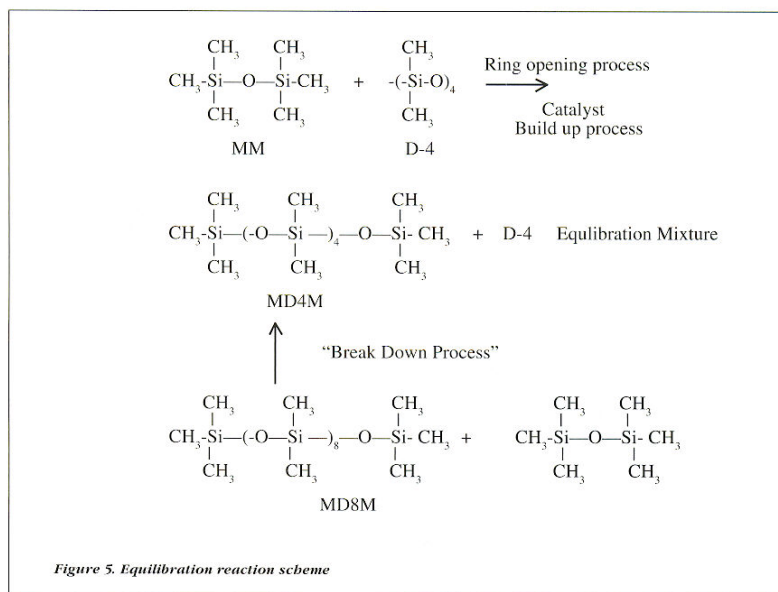 CH₃ CH₃ CH₃
CH₃-Si—O—Si-CH₃ + -(-Si-O)₄ Ring opening process
CH₃ CH₃ CH₃ Catalyst
Build up process
MM D-4
CH₃ CH₃ CH₃
CH₃-Si—(-O—Si—)₄—O—Si- CH₃ + D-4 Equlibration Mixture
CH₃ CH₃ CH₃
MD4M
“Break Down Process”
CH₃ CH₃ CH₃ CH₃ CH₃
CH₃-Si—(-O—Si—)₈—O—Si- CH₃ + CH₃-Si—O—Si- CH₃
CH₃ CH₃ CH₃ CH₃ CH₃
MD8M
Figure 5. Equilibration reaction scheme